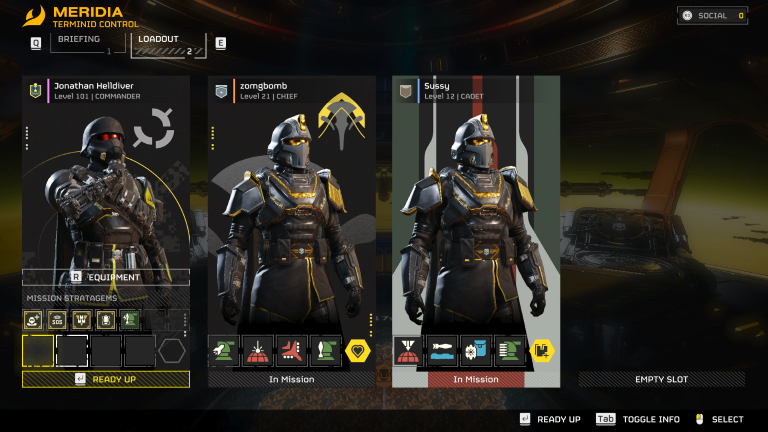 MERIDIA
TERMINID CONTROL
SOCIAL 0
Q BRIEFING 1 LOADOUT 2 E
Jonathan Helldiver
Level 101 | COMMANDER
zomgbomb
Level 21 | CHIEF
Sussy
Level 12 | CADET
R EQUIPMENT
MISSION STRATAGEMS
SOS
READY UP
In Mission
In Mission
EMPTY SLOT
READY UP Tab TOGGLE INFO SELECT